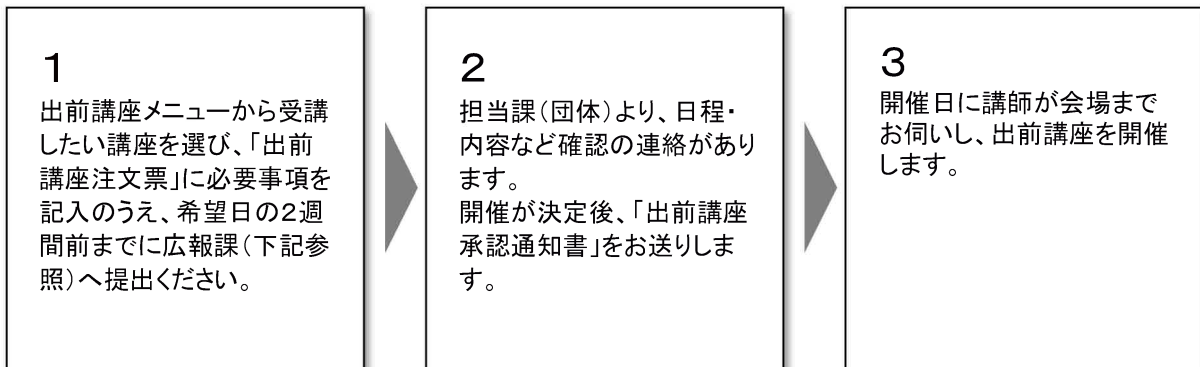 1
出前講座メニューから受講
したい講座を選び、「出前
講座注文票」に必要事項を
記入のうえ、希望日の2週
間前までに広報課(下記参
照)へ提出ください。
2
担当課(団体)より、日程・
内容など確認の連絡があり
ます。
開催が決定後、「出前講座
承認通知書」をお送りしま
す。
3
開催日に講師が会場まで
お伺いし、出前講座を開催
します。